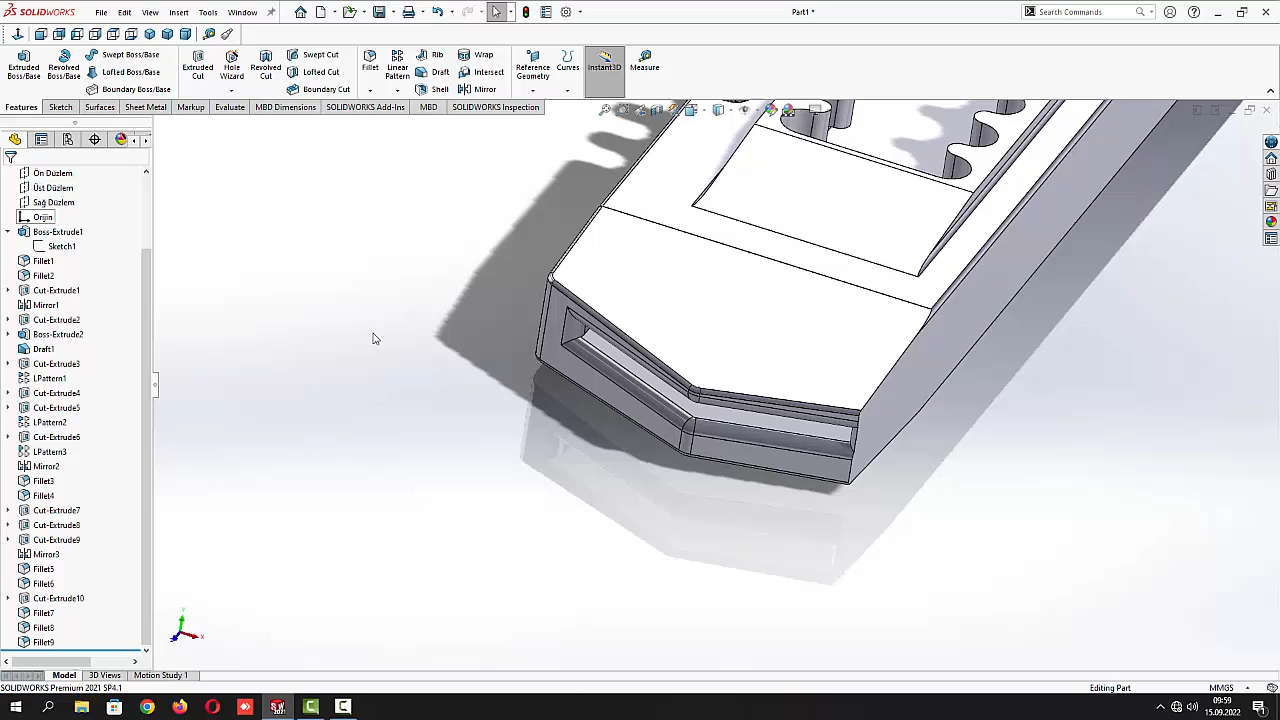 SOLIDWORKS File Edit View Insert Tools Window Part1 * Search Commands
Extruded Boss/Base
Revolved Boss/Base
Swept Boss/Base
Lofted Boss/Base
Boundary Boss/Base
Extruded Cut
Hole Wizard
Revolved Cut
Swept Cut
Lofted Cut
Boundary Cut
Fillet
Linear Pattern
Rib
Draft
Shell
Wrap
Intersect
Mirror
Reference Geometry
Curves
Instant3D
Measure
Features Sketch Surfaces Sheet Metal Markup Evaluate MBD Dimensions SOLIDWORKS Add-Ins MBD SOLIDWORKS Inspection
Ön Düzlem
Üst Düzlem
Sağ Düzlem
Orijin
Boss-Extrude1
Sketch1
Fillet1
Fillet2
Cut-Extrude1
Mirror1
Cut-Extrude2
Boss-Extrude2
Draft1
Cut-Extrude3
LPattern1
Cut-Extrude4
Cut-Extrude5
LPattern2
Cut-Extrude6
LPattern3
Mirror2
Fillet3
Fillet4
Cut-Extrude7
Cut-Extrude8
Cut-Extrude9
Mirror3
Fillet5
Fillet6
Cut-Extrude10
Fillet7
Fillet8
Fillet9
Model 3D Views Motion Study 1
SOLIDWORKS Premium 2021 SP4.1 Editing Part MMGS
09:59
15.09.2022